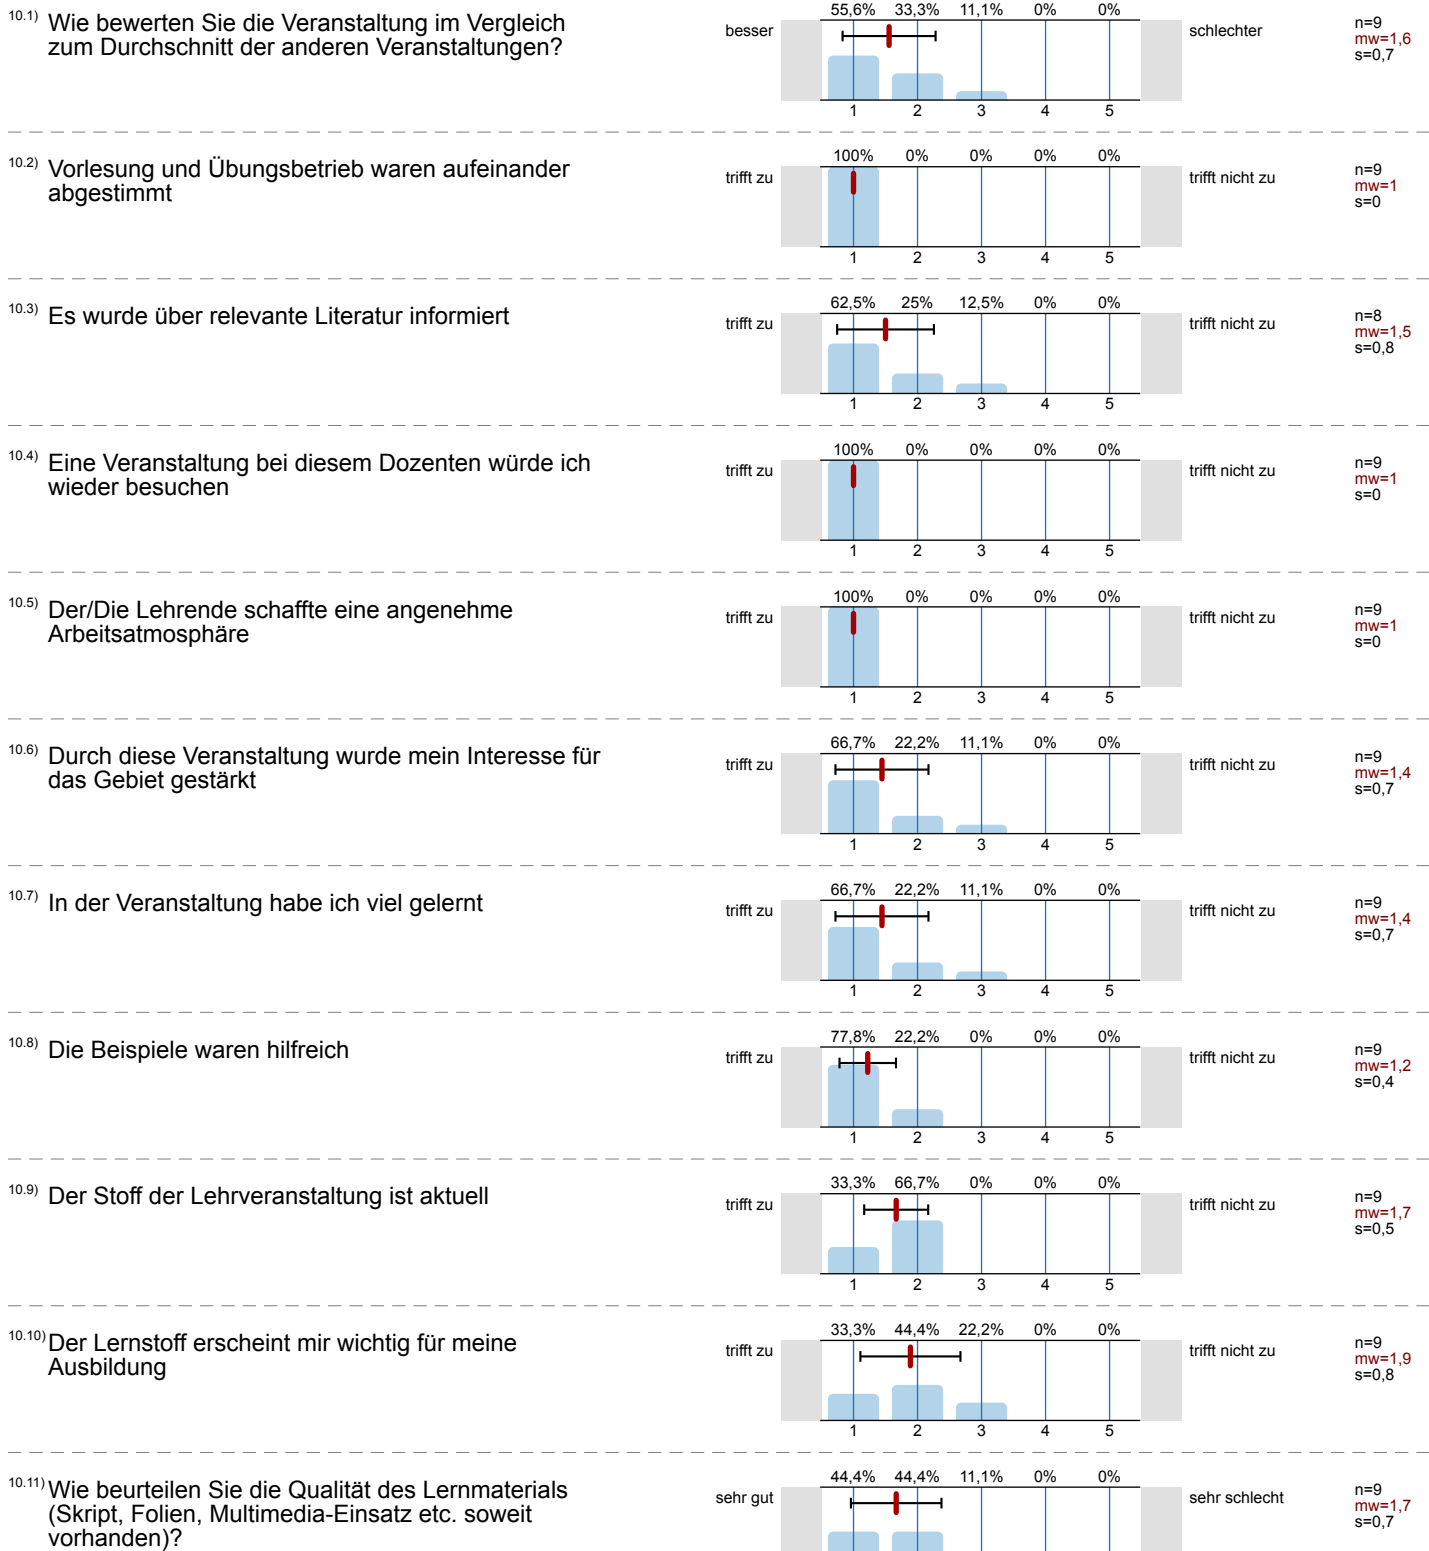 10.1) Wie bewerten Sie die Veranstaltung im Vergleich
zum Durchschnitt der anderen Veranstaltungen?
besser
55,6% 33,3% 11,1% 0% 0%
1 2 3 4 5
schlechter
n=9
mw=1,6
s=0,7
10.2) Vorlesung und Übungsbetrieb waren aufeinander
abgestimmt
trifft zu
100% 0% 0% 0% 0%
1 2 3 4 5
trifft nicht zu
n=9
mw=1
s=0
10.3) Es wurde über relevante Literatur informiert
trifft zu
62,5% 25% 12,5% 0% 0%
1 2 3 4 5
trifft nicht zu
n=8
mw=1,5
s=0,8
10.4) Eine Veranstaltung bei diesem Dozenten würde ich
wieder besuchen
trifft zu
100% 0% 0% 0% 0%
1 2 3 4 5
trifft nicht zu
n=9
mw=1
s=0
10.5) Der/Die Lehrende schaffte eine angenehme
Arbeitsatmosphäre
trifft zu
100% 0% 0% 0% 0%
1 2 3 4 5
trifft nicht zu
n=9
mw=1
s=0
10.6) Durch diese Veranstaltung wurde mein Interesse für
das Gebiet gestärkt
trifft zu
66,7% 22,2% 11,1% 0% 0%
1 2 3 4 5
trifft nicht zu
n=9
mw=1,4
s=0,7
10.7) In der Veranstaltung habe ich viel gelernt
trifft zu
66,7% 22,2% 11,1% 0% 0%
1 2 3 4 5
trifft nicht zu
n=9
mw=1,4
s=0,7
10.8) Die Beispiele waren hilfreich
trifft zu
77,8% 22,2% 0% 0% 0%
1 2 3 4 5
trifft nicht zu
n=9
mw=1,2
s=0,4
10.9) Der Stoff der Lehrveranstaltung ist aktuell
trifft zu
33,3% 66,7% 0% 0% 0%
1 2 3 4 5
trifft nicht zu
n=9
mw=1,7
s=0,5
10.10) Der Lernstoff erscheint mir wichtig für meine
Ausbildung
trifft zu
33,3% 44,4% 22,2% 0% 0%
1 2 3 4 5
trifft nicht zu
n=9
mw=1,9
s=0,8
10.11) Wie beurteilen Sie die Qualität des Lernmaterials
(Skript, Folien, Multimedia-Einsatz etc. soweit
vorhanden)?
sehr gut
44,4% 44,4% 11,1% 0% 0%
sehr schlecht
n=9
mw=1,7
s=0,7